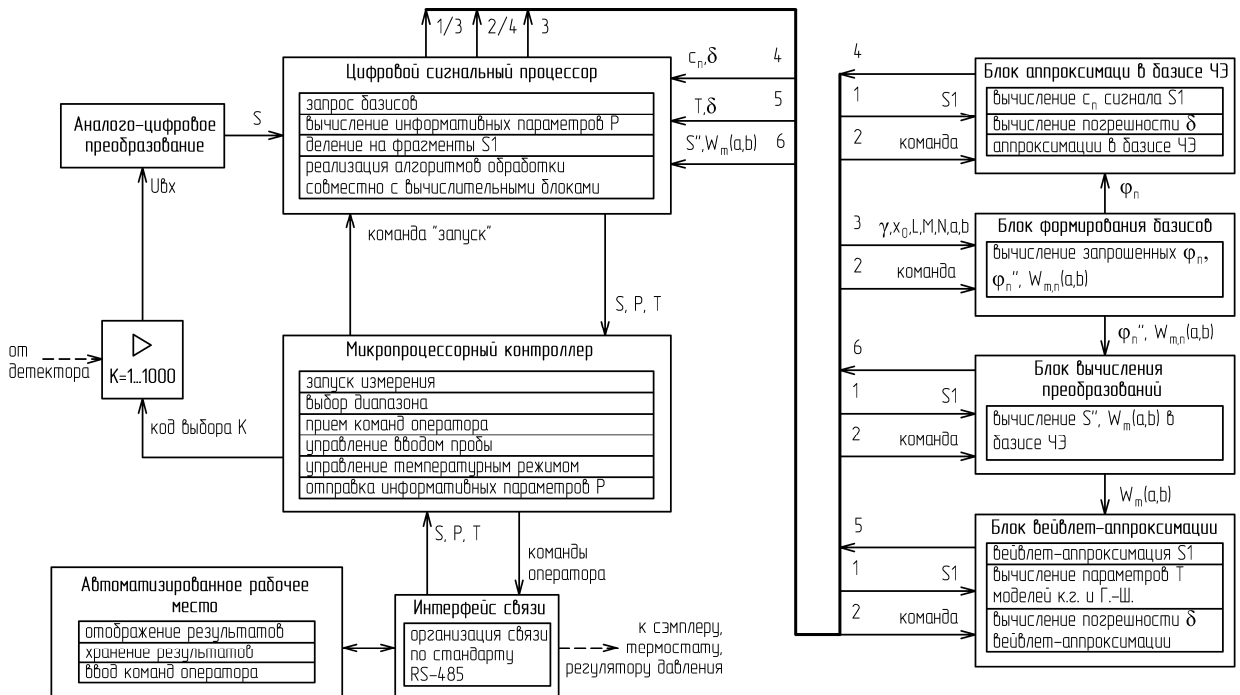 1/3
2/4
3
Цифровой сигнальный процессор
запрос базисов
вычисление информативных параметров P
деление на фрагменты S1
реализация алгоритмов обработки
совместно с вычислительными блоками
Аналого-цифровое
преобразование
S
Uвх
cₙ,δ
4
T,δ
5
S'',Wₘ(a,b)
6
команда "запуск"
S, P, T
от
детектора
▷
K=1...1000
код выбора K
Микропроцессорный контроллер
запуск измерения
выбор диапазона
прием команд оператора
управление вводом пробы
управление температурным режимом
отправка информативных параметров P
S, P, T
команды
оператора
Автоматизированное рабочее
место
отображение результатов
хранение результатов
ввод команд оператора
Интерфейс связи
организация связи
по стандарту
RS-485
к сэмплеру,
термостату,
регулятору давления
4
1
S1
2
команда
Блок аппроксимаци в базисе ЧЭ
вычисление cₙ сигнала S1
вычисление погрешности δ
аппроксимации в базисе ЧЭ
φₙ
3
γ,x₀,L,M,N,a,b
2
команда
Блок формирования базисов
вычисление запрошенных φₙ,
φₙ'', Wₘ,ₙ(a,b)
φₙ'', Wₘ,ₙ(a,b)
6
1
S1
2
команда
Блок вычисления
преобразований
вычисление S'', Wₘ(a,b) в
базисе ЧЭ
Wₘ(a,b)
5
1
S1
2
команда
Блок вейвлет-аппроксимации
вейвлет-аппроксимация S1
вычисление параметров T
моделей к.г. и Г.-Ш.
вычисление погрешности δ
вейвлет-аппроксимации